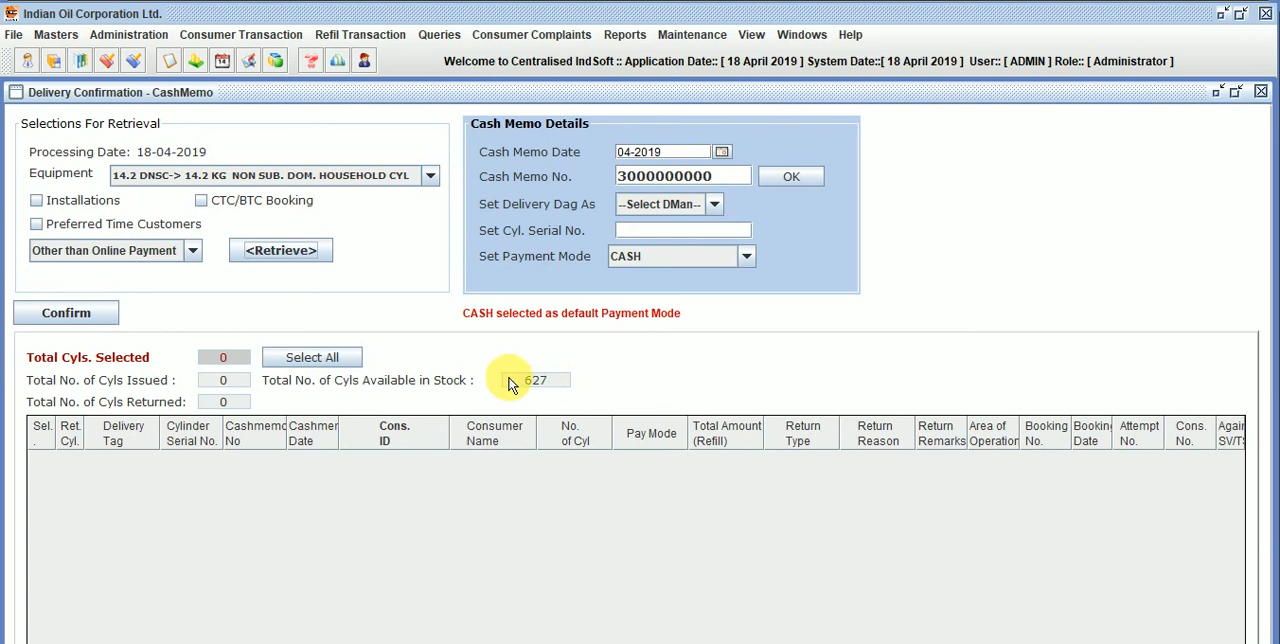 Indian Oil Corporation Ltd.
File Masters Administration Consumer Transaction Refil Transaction Queries Consumer Complaints Reports Maintenance View Windows Help
14
Welcome to Centralised IndSoft :: Application Date:: [ 18 April 2019 ] System Date::[ 18 April 2019 ] User:: [ ADMIN ] Role:: [ Administrator ]
Delivery Confirmation - CashMemo
Selections For Retrieval
Processing Date: 18-04-2019
Equipment 14.2 DNSC-> 14.2 KG NON SUB. DOM. HOUSEHOLD CYL
Installations CTC/BTC Booking
Preferred Time Customers
Other than Online Payment <Retrieve>
Cash Memo Details
Cash Memo Date 04-2019
Cash Memo No. 3000000000 OK
Set Delivery Dag As --Select DMan--
Set Cyl. Serial No.
Set Payment Mode CASH
Confirm
CASH selected as default Payment Mode
Total Cyls. Selected 0 Select All
Total No. of Cyls Issued : 0 Total No. of Cyls Available in Stock : 627
Total No. of Cyls Returned: 0
Sel. Ret. Delivery Cylinder Cashmemo Cashmer Cons. Consumer No. Pay Mode Total Amount Return Return Return Area of Booking Booking Attempt Cons. Again
. Cyl. Tag Serial No. No Date ID Name of Cyl (Refill) Type Reason Remarks Operation No. Date No. No. SV/TS